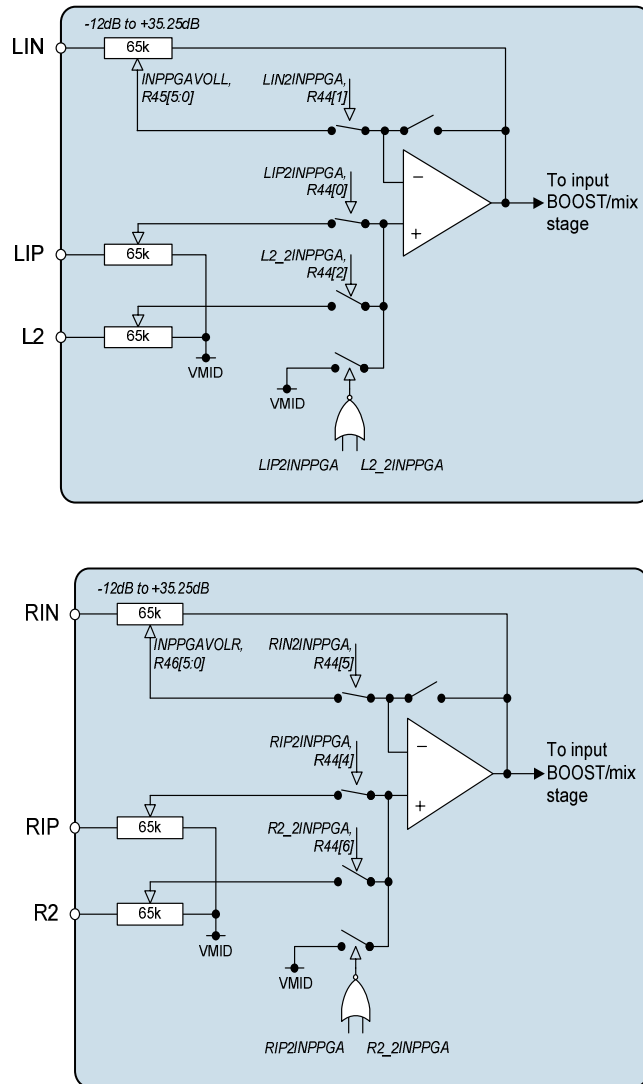 -12dB to +35.25dB
LIN
65k
INPPGAVOLL,
R45[5:0]
LIN2INPPGA,
R44[1]
LIP2INPPGA,
R44[0]
−
+
To input
BOOST/mix
stage
LIP
65k
L2_2INPPGA,
R44[2]
L2
65k
VMID
VMID
LIP2INPPGA L2_2INPPGA
-12dB to +35.25dB
RIN
65k
INPPGAVOLR,
R46[5:0]
RIN2INPPGA,
R44[5]
RIP2INPPGA,
R44[4]
−
+
To input
BOOST/mix
stage
RIP
65k
R2_2INPPGA,
R44[6]
R2
65k
VMID
VMID
RIP2INPPGA R2_2INPPGA